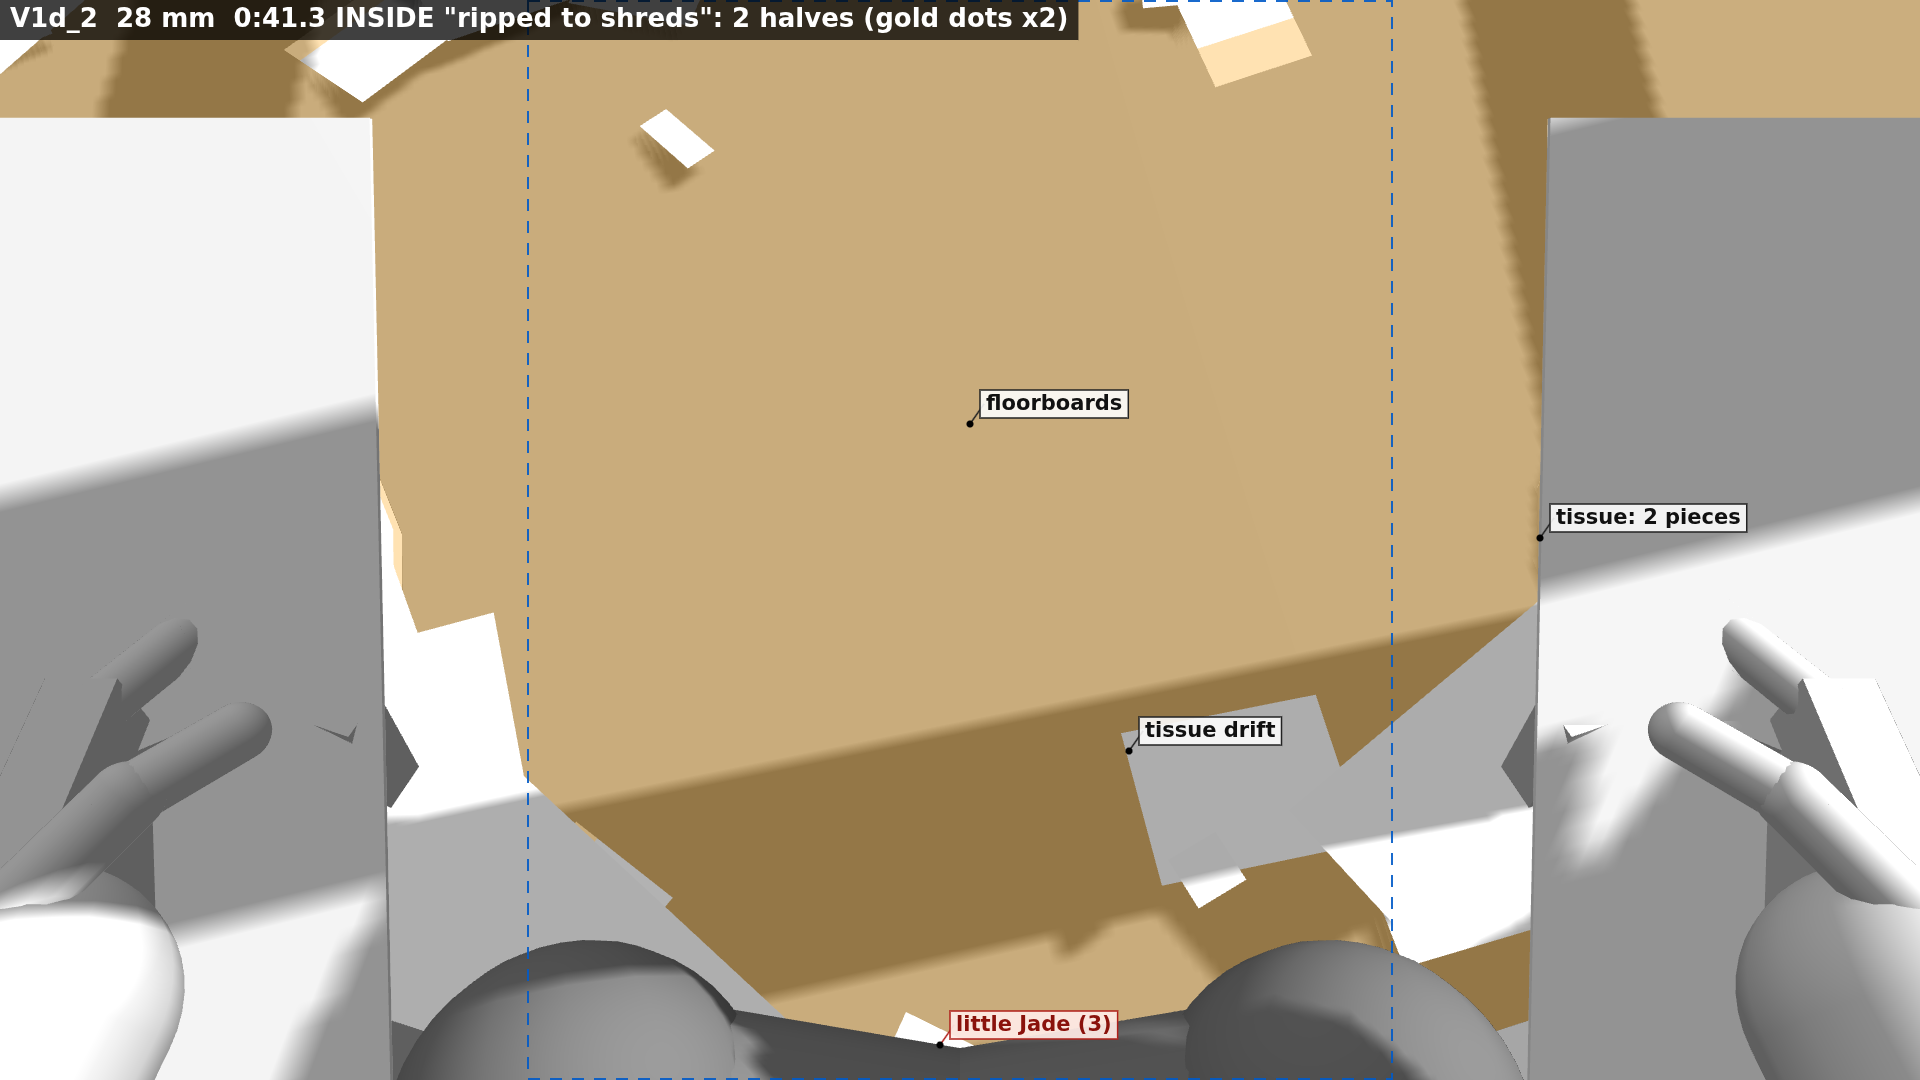 V1d_2 28 mm 0:41.3 INSIDE "ripped to shreds": 2 halves (gold dots x2)
floorboards
tissue: 2 pieces
tissue drift
little Jade (3)